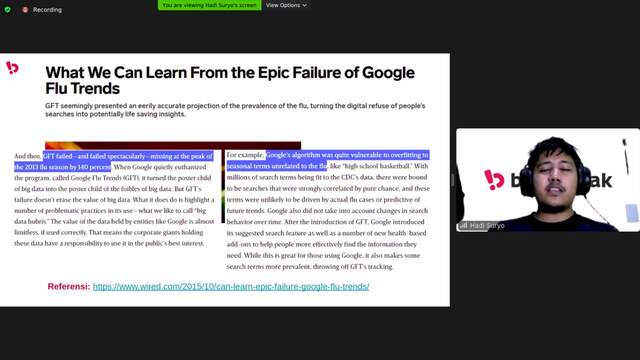 Recording
You are viewing Hadi Suryo's screen
View Options
What We Can Learn From the Epic Failure of Google
Flu Trends
GFT seemingly presented an eerily accurate projection of the prevalence of the flu, turning the digital refuse of people's
searches into potentially life saving insights.
And then, GFT failed—and failed spectacularly—missing at the peak of
the 2013 flu season by 140 percent. When Google quietly euthanized
the program, called Google Flu Trends (GFT), it turned the poster child
of big data into the poster child of the foibles of big data. But GFT's
failure doesn't erase the value of big data. What it does do is highlight a
number of problematic practices in its use—what we like to call "big
data hubris." The value of the data held by entities like Google is almost
limitless, if used correctly. That means the corporate giants holding
these data have a responsibility to use it in the public's best interest.
For example, Google's algorithm was quite vulnerable to overfitting to
seasonal terms unrelated to the flu, like "high school basketball." With
millions of search terms being fit to the CDC's data, there were bound
to be searches that were strongly correlated by pure chance, and these
terms were unlikely to be driven by actual flu cases or predictive of
future trends. Google also did not take into account changes in search
behavior over time. After the introduction of GFT, Google introduced
its suggested search feature as well as a number of new health-based
add-ons to help people more effectively find the information they
need. While this is great for those using Google, it also makes some
search terms more prevalent, throwing off GFT's tracking.
Referensi: https://www.wired.com/2015/10/can-learn-epic-failure-google-flu-trends/
Hadi Suryo